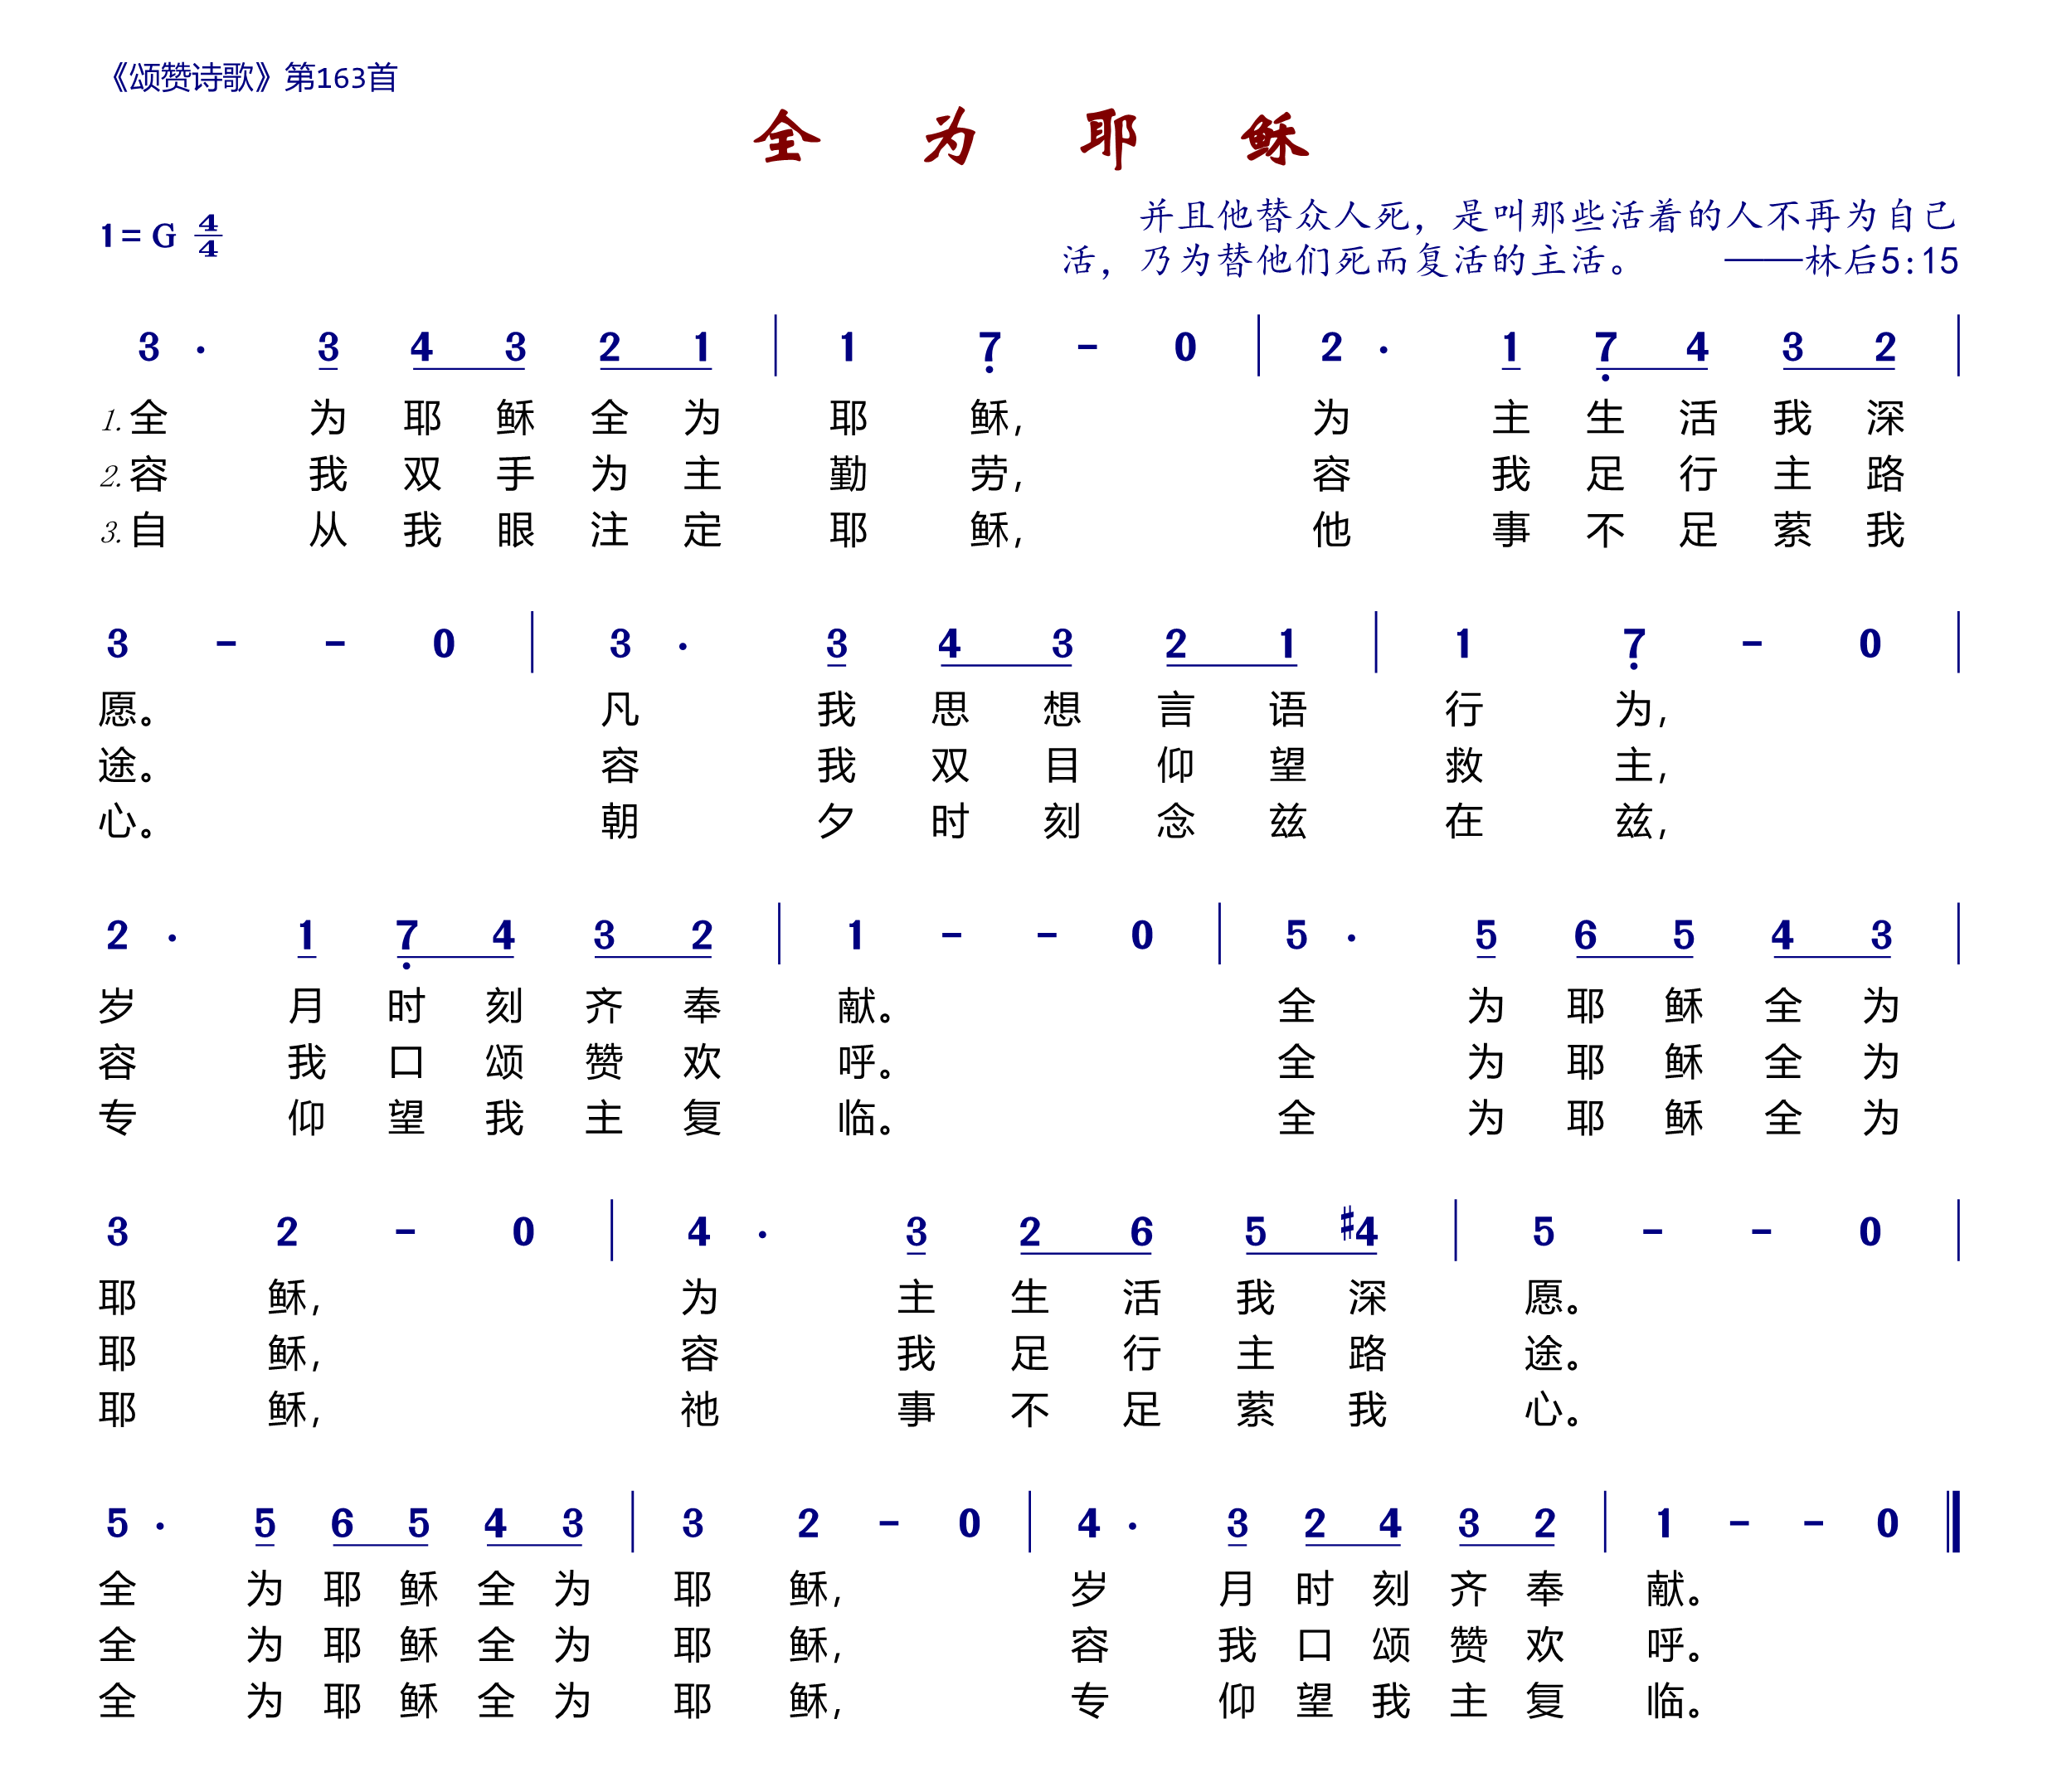 《颂赞诗歌》第163首
全为耶稣
1=G 4/4
并且他替众人死，是叫那些活着的人不再为自己
活，乃为替他们死而复活的主活。 ——林后5:15
3 · 3 4 3 2 1 | 1 7̣ - 0 | 2 · 1 7̣ 4 3 2 |
1.全 为 耶 稣 全 为 耶 稣, 为 主 生 活 我 深
2.容 我 双 手 为 主 勤 劳, 容 我 足 行 主 路
3.自 从 我 眼 注 定 耶 稣, 他 事 不 足 萦 我
3 - - 0 | 3 · 3 4 3 2 1 | 1 7̣ - 0 |
愿。 凡 我 思 想 言 语 行 为,
途。 容 我 双 目 仰 望 救 主,
心。 朝 夕 时 刻 念 兹 在 兹,
2 · 1 7̣ 4 3 2 | 1 - - 0 | 5 · 5 6 5 4 3 |
岁 月 时 刻 齐 奉 献。 全 为 耶 稣 全 为
容 我 口 颂 赞 欢 呼。 全 为 耶 稣 全 为
专 仰 望 我 主 复 临。 全 为 耶 稣 全 为
3 2 - 0 | 4 · 3 2 6 5 #4 | 5 - - 0 |
耶 稣, 为 主 生 活 我 深 愿。
耶 稣, 容 我 足 行 主 路 途。
耶 稣, 祂 事 不 足 萦 我 心。
5 · 5 6 5 4 3 | 3 2 - 0 | 4 · 3 2 4 3 2 | 1 - - 0 ‖
全 为 耶 稣 全 为 耶 稣, 岁 月 时 刻 齐 奉 献。
全 为 耶 稣 全 为 耶 稣, 容 我 口 颂 赞 欢 呼。
全 为 耶 稣 全 为 耶 稣, 专 仰 望 我 主 复 临。